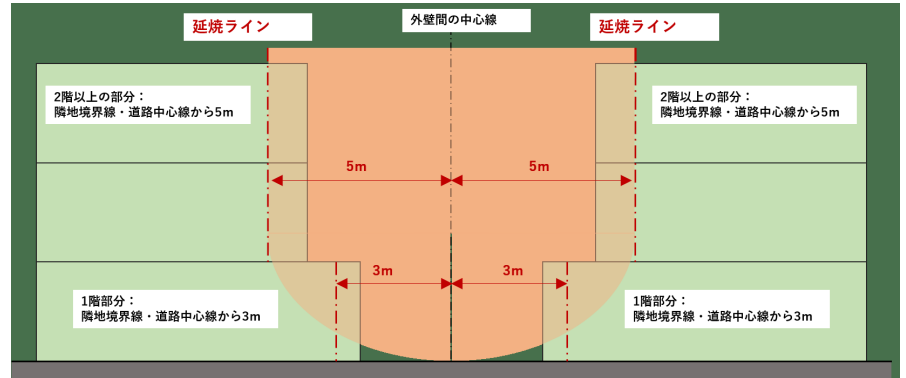 延焼ライン
外壁間の中心線
延焼ライン
2階以上の部分：
隣地境界線・道路中心線から5m
2階以上の部分：
隣地境界線・道路中心線から5m
5m
5m
3m
3m
1階部分：
隣地境界線・道路中心線から3m
1階部分：
隣地境界線・道路中心線から3m